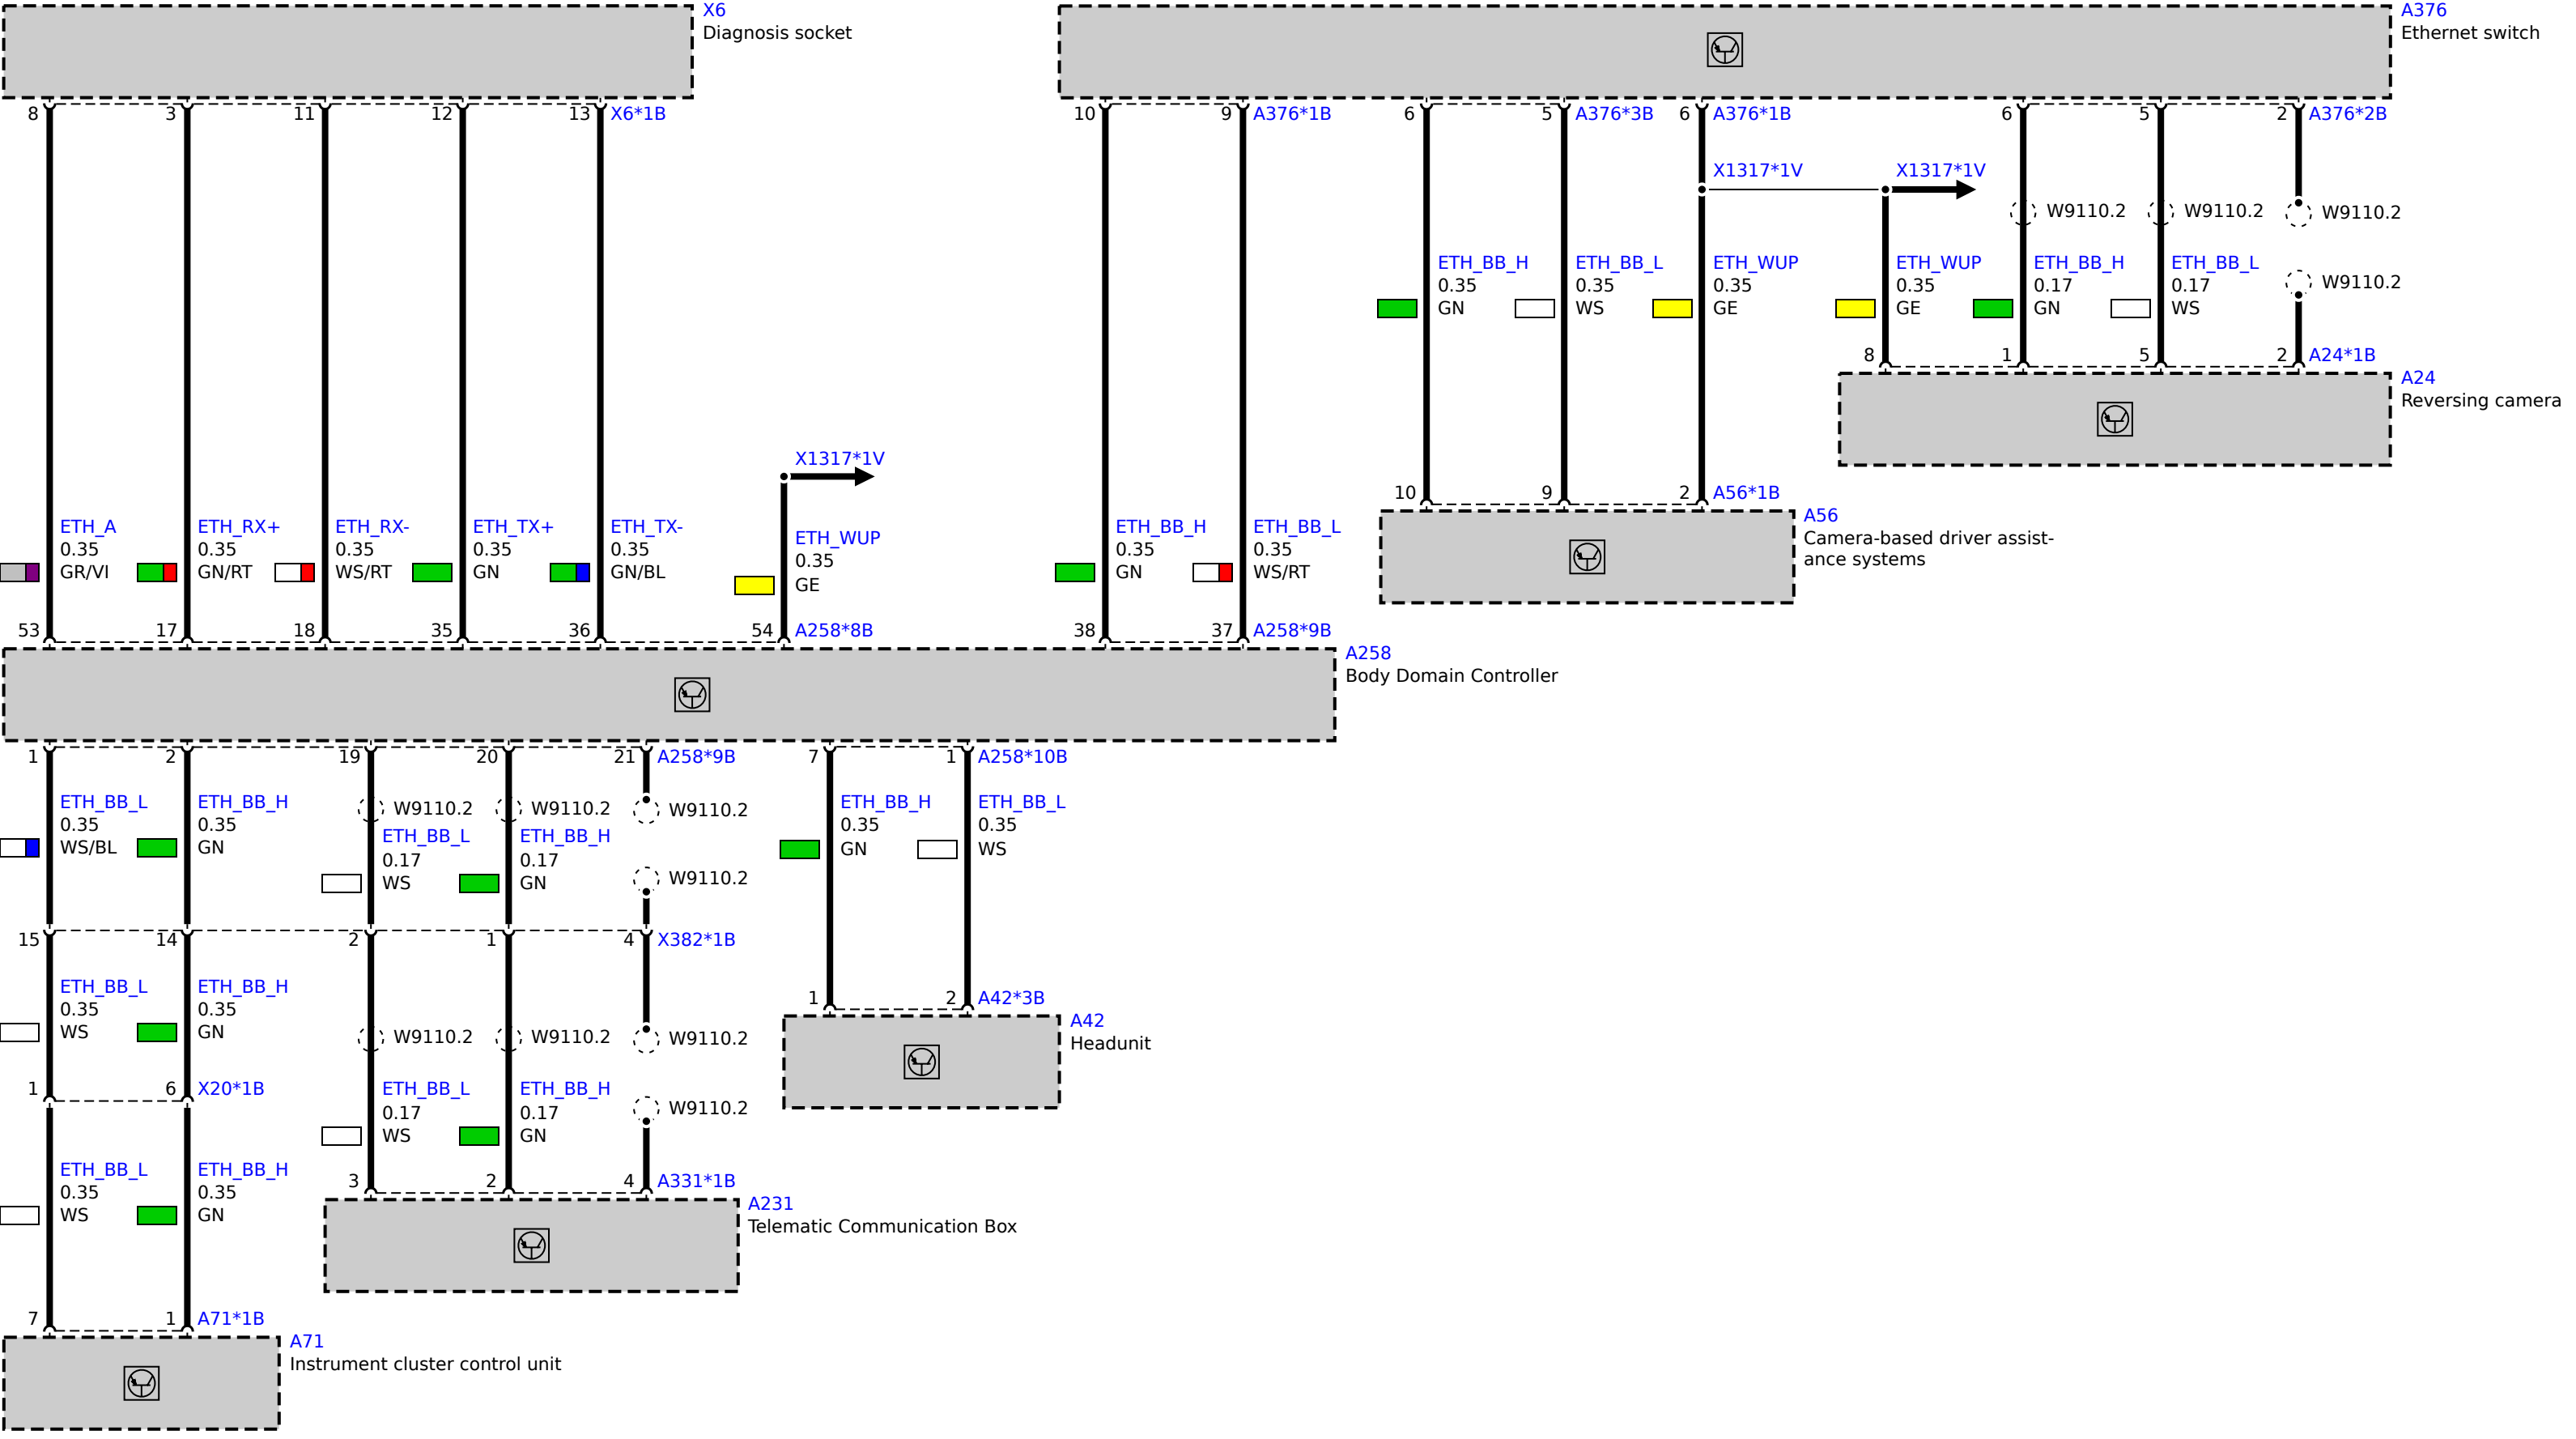 X6
Diagnosis socket
A376
Ethernet switch
8 3 11 12 13 X6*1B
10 9 A376*1B 6 5 A376*3B 6 A376*1B 6 5 2 A376*2B
X1317*1V X1317*1V
W9110.2 W9110.2 W9110.2
ETH_BB_H ETH_BB_L ETH_WUP ETH_WUP ETH_BB_H ETH_BB_L W9110.2
0.35 0.35 0.35 0.35 0.17 0.17
GN WS GE GE GN WS
8 1 5 2 A24*1B
A24
Reversing camera
X1317*1V
10 9 2 A56*1B
A56
Camera-based driver assist-
ance systems
ETH_A ETH_RX+ ETH_RX- ETH_TX+ ETH_TX- ETH_WUP ETH_BB_H ETH_BB_L
0.35 0.35 0.35 0.35 0.35 0.35 0.35 0.35
GR/VI GN/RT WS/RT GN GN/BL GE GN WS/RT
53 17 18 35 36 54 A258*8B 38 37 A258*9B
A258
Body Domain Controller
1 2 19 20 21 A258*9B 7 1 A258*10B
W9110.2 W9110.2 W9110.2
ETH_BB_L ETH_BB_H ETH_BB_L ETH_BB_H ETH_BB_H ETH_BB_L
0.35 0.35 0.17 0.17 0.35 0.35
WS/BL GN WS GN GN WS
W9110.2
15 14 2 1 4 X382*1B
ETH_BB_L ETH_BB_H
0.35 0.35
WS GN
W9110.2 W9110.2 W9110.2
1 2 A42*3B
A42
Headunit
1 6 X20*1B
ETH_BB_L ETH_BB_H W9110.2
0.17 0.17
WS GN
ETH_BB_L ETH_BB_H
0.35 0.35
WS GN
3 2 4 A331*1B
A231
Telematic Communication Box
7 1 A71*1B
A71
Instrument cluster control unit